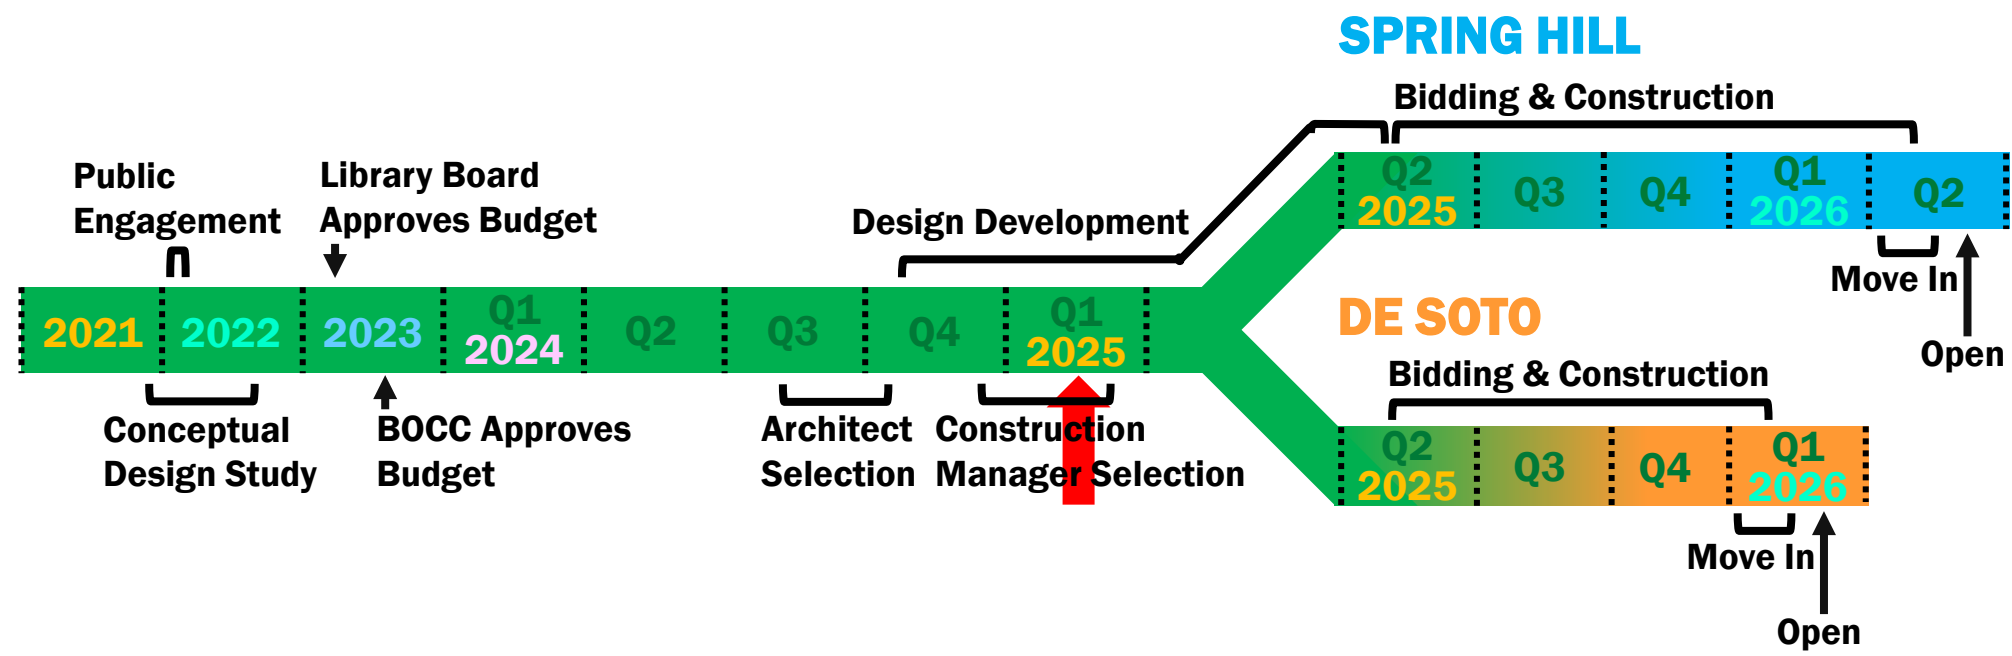 SPRING HILL
Bidding & Construction
Public
Engagement
Library Board
Approves Budget
Design Development
Q2
2025
Q3
Q4
Q1
2026
Q2
Move In
Open
2021
2022
2023
Q1
2024
Q2
Q3
Q4
Q1
2025
Conceptual
Design Study
BOCC Approves
Budget
Architect
Selection
Construction
Manager Selection
DE SOTO
Bidding & Construction
Q2
2025
Q3
Q4
Q1
2026
Move In
Open